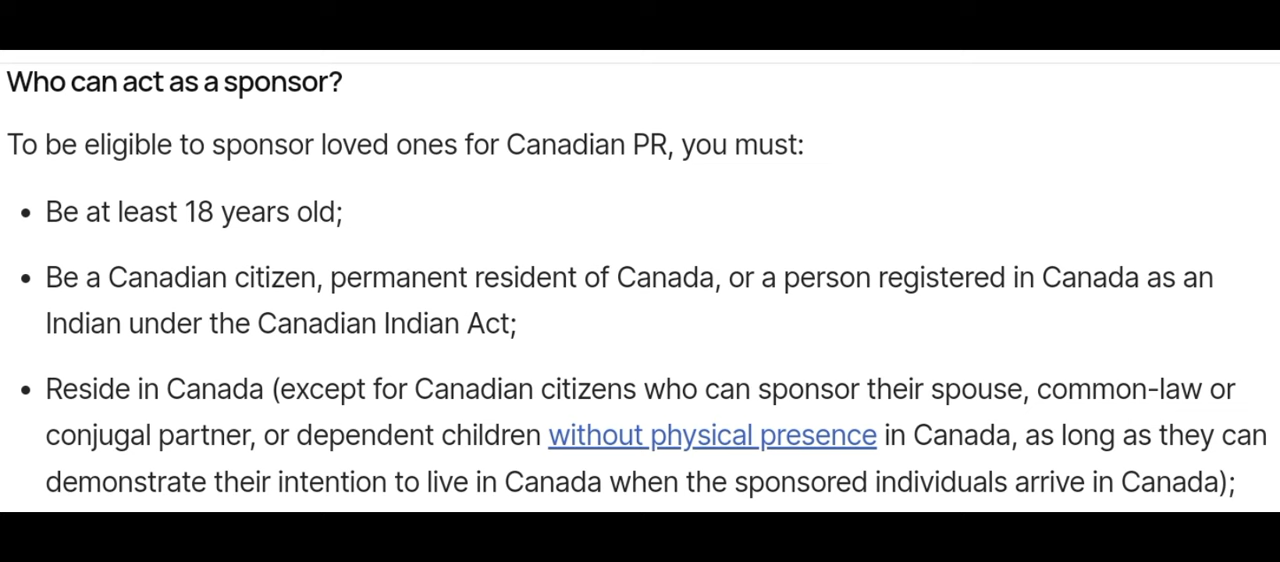 Who can act as a sponsor?
To be eligible to sponsor loved ones for Canadian PR, you must:
• Be at least 18 years old;
• Be a Canadian citizen, permanent resident of Canada, or a person registered in Canada as an
Indian under the Canadian Indian Act;
• Reside in Canada (except for Canadian citizens who can sponsor their spouse, common-law or
conjugal partner, or dependent children without physical presence in Canada, as long as they can
demonstrate their intention to live in Canada when the sponsored individuals arrive in Canada);